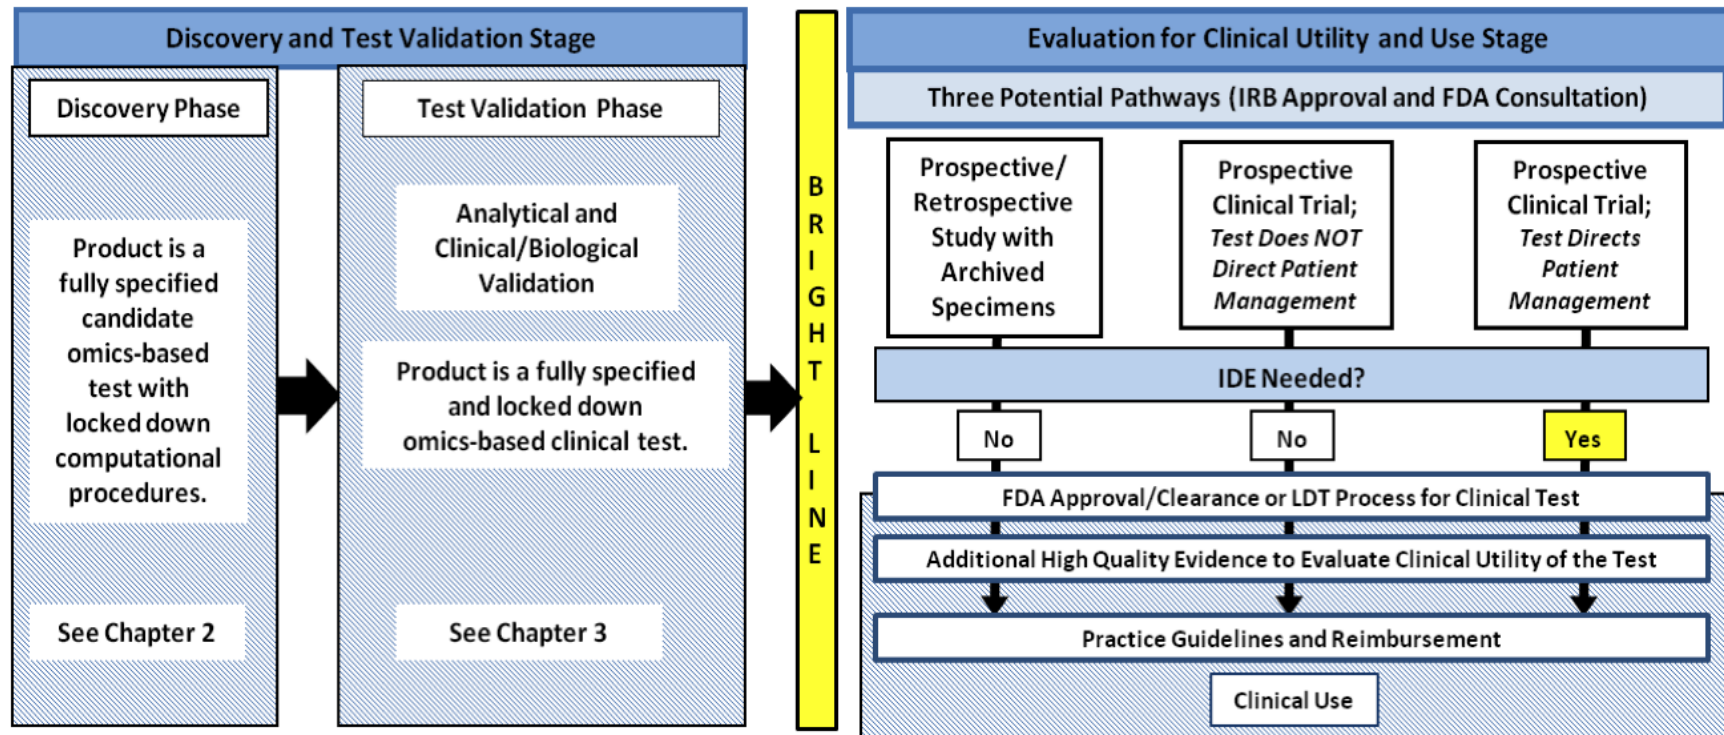 Discovery and Test Validation Stage
Discovery Phase
Product is a
fully specified
candidate
omics-based
test with
locked down
computational
procedures.
See Chapter 2
Test Validation Phase
Analytical and
Clinical/Biological
Validation
Product is a fully specified
and locked down
omics-based clinical test.
See Chapter 3
BRIGHT LINE
Evaluation for Clinical Utility and Use Stage
Three Potential Pathways (IRB Approval and FDA Consultation)
Prospective/
Retrospective
Study with
Archived
Specimens
Prospective
Clinical Trial;
Test Does NOT
Direct Patient
Management
Prospective
Clinical Trial;
Test Directs
Patient
Management
IDE Needed?
No
No
Yes
FDA Approval/Clearance or LDT Process for Clinical Test
Additional High Quality Evidence to Evaluate Clinical Utility of the Test
Practice Guidelines and Reimbursement
Clinical Use